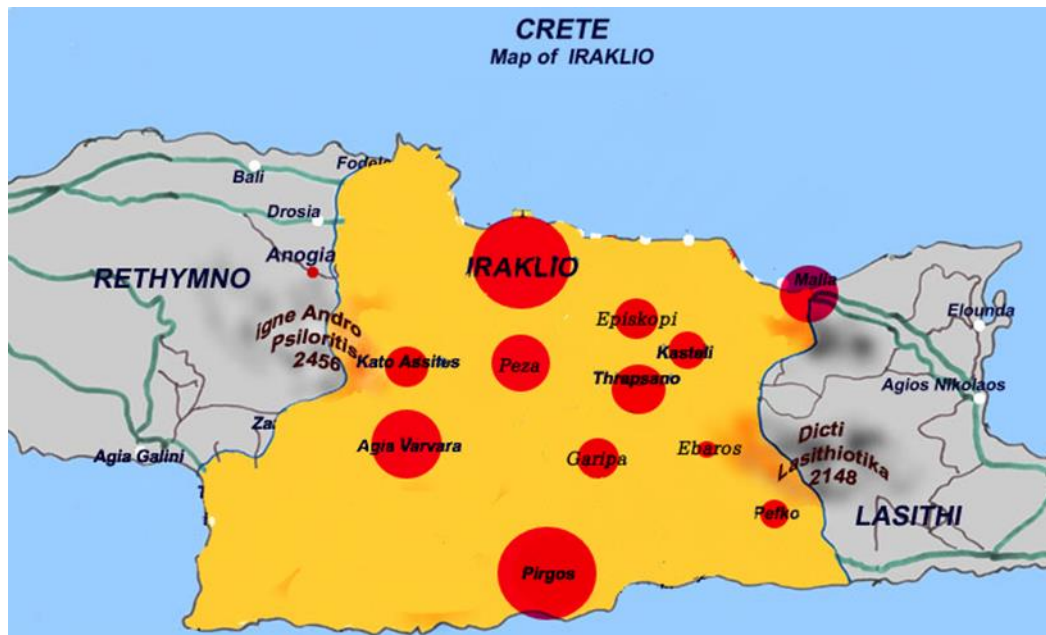 CRETE
Map of IRAKLIO
Fodele
Bali
Drosia
Anogia
RETHYMNO
IRAKLIO
Malia
Elounda
Episkopi
igne Andro
Psiloritis
2456
Kato Assites
Peza
Kasteli
Thrapsano
Agios Nikolaos
Za
Agia Varvara
Agia Galini
Garipa
Ebaros
Dicti
Lasithiotika
2148
Pefko
LASITHI
Pirgos